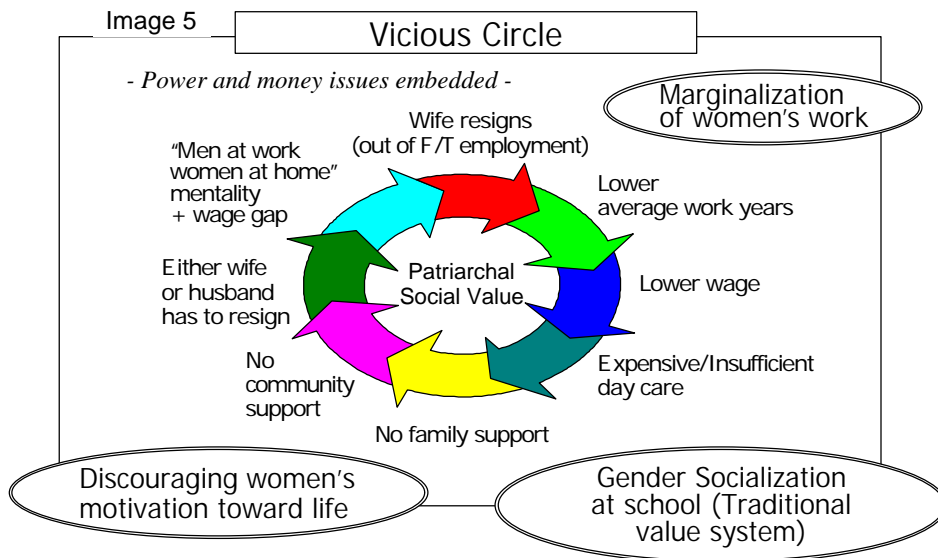 Image 5
Vicious Circle
- Power and money issues embedded -
Marginalization
of women's work
Wife resigns
(out of F/T employment)
"Men at work
women at home"
mentality
+ wage gap
Lower
average work years
Patriarchal
Social Value
Either wife
or husband
has to resign
Lower wage
No
community
support
Expensive/Insufficient
day care
No family support
Discouraging women's
motivation toward life
Gender Socialization
at school (Traditional
value system)